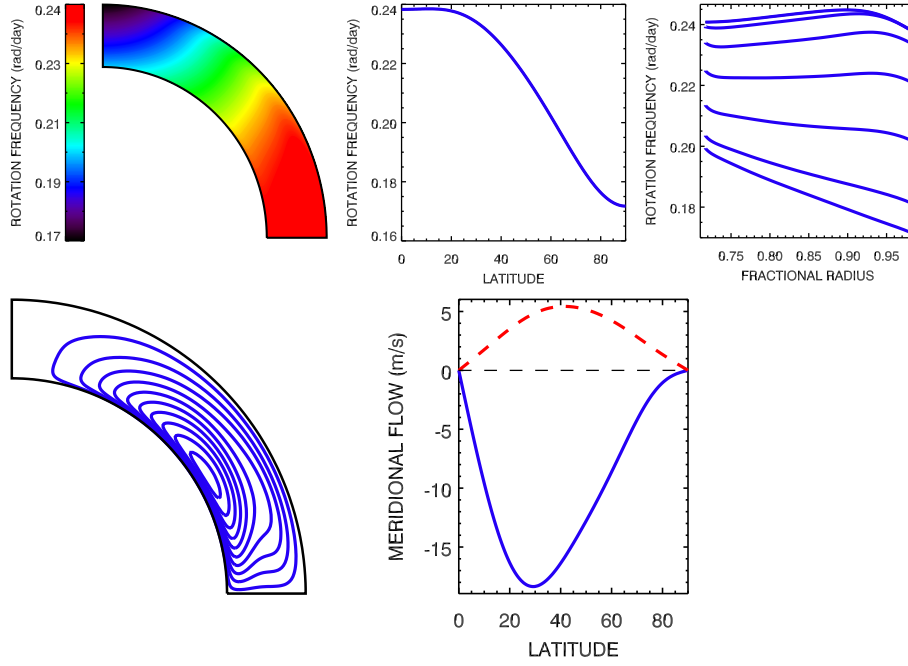 ROTATION FREQUENCY (rad/day)
0.24
0.23
0.22
0.19
0.18
0.17
ROTATION FREQUENCY (rad/day)
0.24
0.22
0.20
0.18
0.16
0 20 40 60 80
LATITUDE
ROTATION FREQUENCY (rad/day)
0.24
0.22
0.20
0.18
0.75 0.80 0.85 0.90 0.95
FRACTIONAL RADIUS
MERIDIONAL FLOW (m/s)
5
0
-5
-10
-15
0 20 40 60 80
LATITUDE